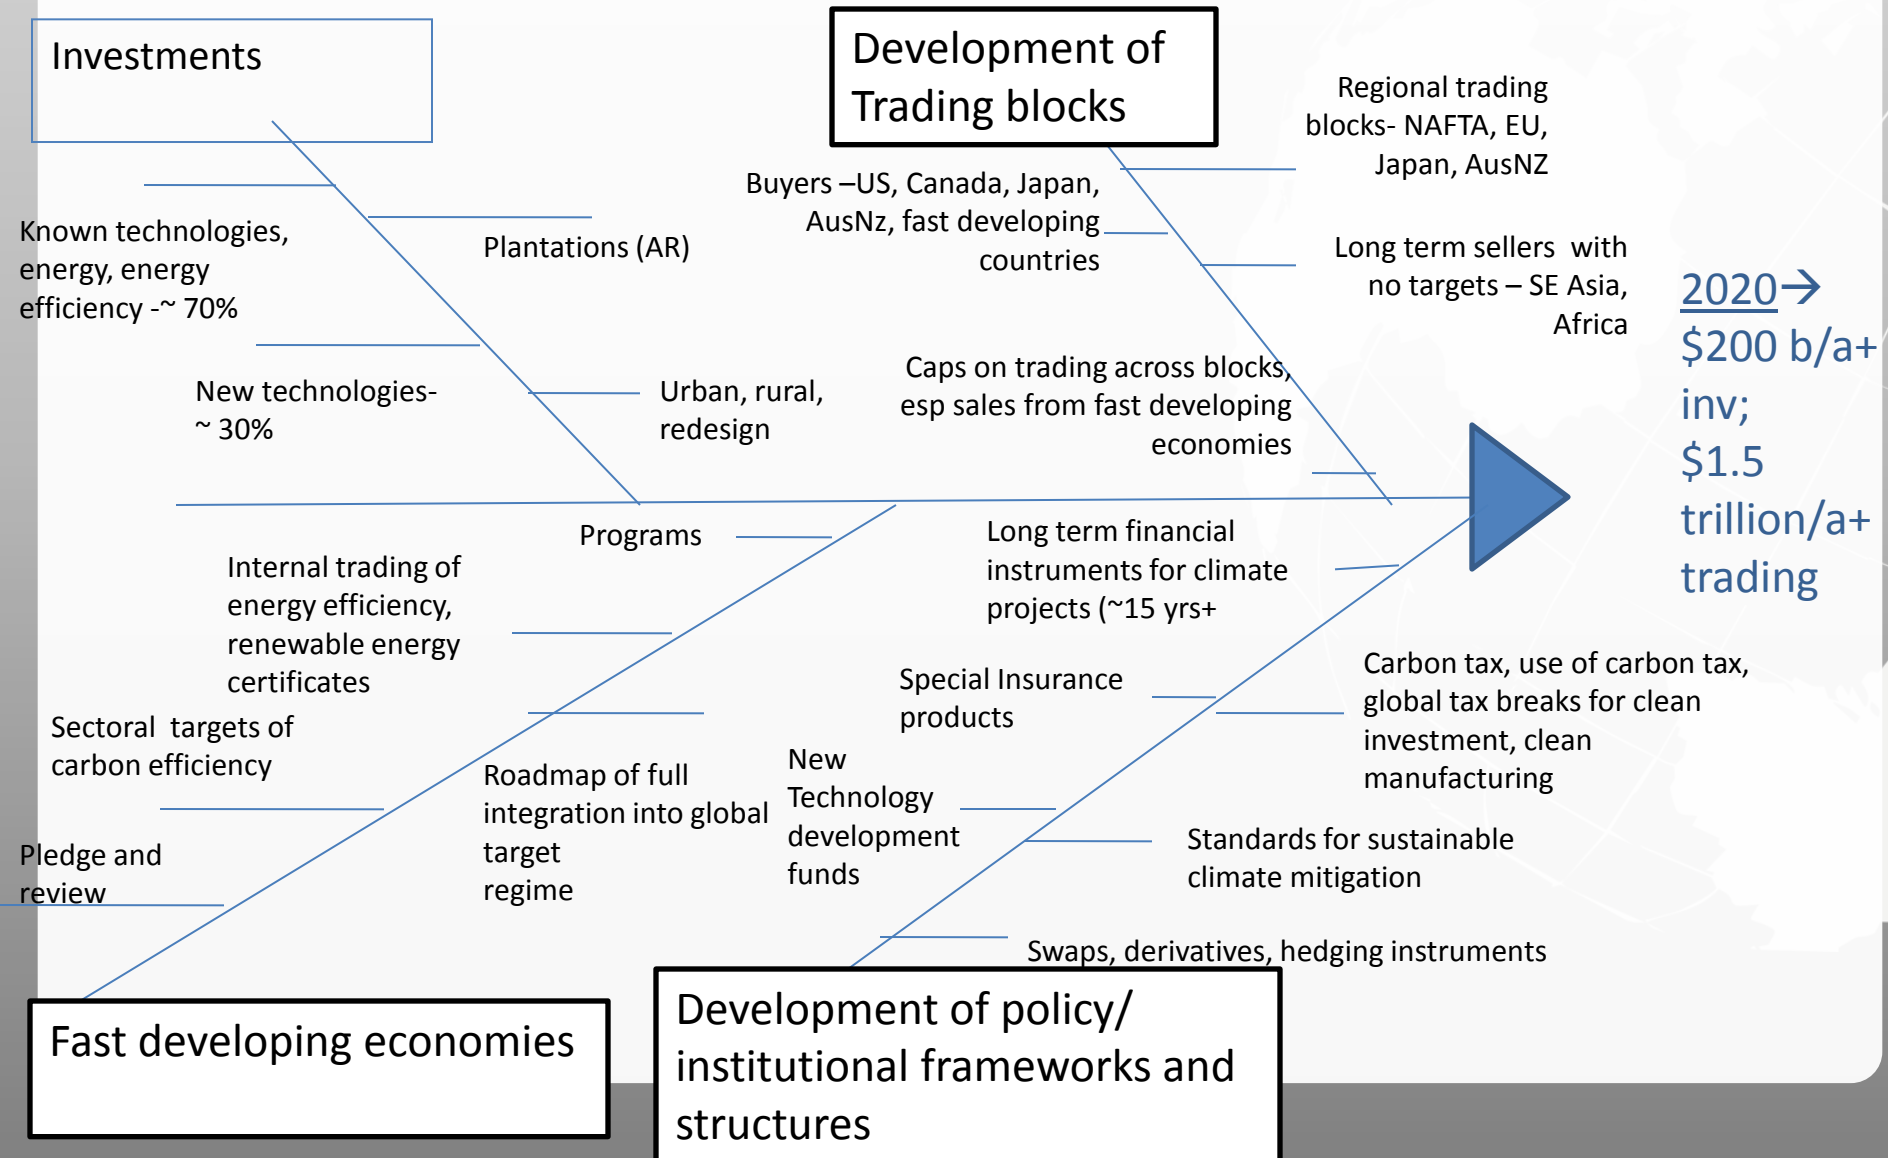 Investments
Development of
Trading blocks
Regional trading
blocks- NAFTA, EU,
Japan, AusNZ
Buyers –US, Canada, Japan,
AusNz, fast developing
countries
Known technologies,
energy, energy
efficiency -~ 70%
Plantations (AR)
Long term sellers  with
no targets – SE Asia,
Africa
2020→
$200 b/a+
inv;
$1.5
trillion/a+
trading
New technologies-
~ 30%
Urban, rural,
redesign
Caps on trading across blocks,
esp sales from fast developing
economies
Programs
Long term financial
instruments for climate
projects (~15 yrs+
Internal trading of
energy efficiency,
renewable energy
certificates
Special Insurance
products
Carbon tax, use of carbon tax,
global tax breaks for clean
investment, clean
manufacturing
Sectoral  targets of
carbon efficiency
Roadmap of full
integration into global
target
regime
New
Technology
development
funds
Standards for sustainable
climate mitigation
Pledge and
review
Swaps, derivatives, hedging instruments
Fast developing economies
Development of policy/
institutional frameworks and
structures